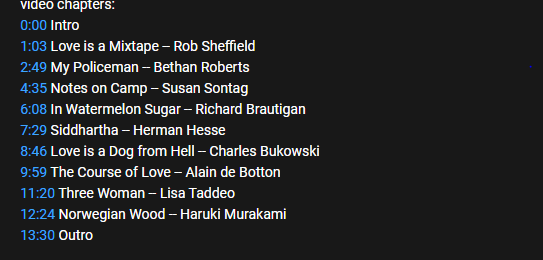 video chapters:
0:00 Intro
1:03 Love is a Mixtape – Rob Sheffield
2:49 My Policeman – Bethan Roberts
4:35 Notes on Camp – Susan Sontag
6:08 In Watermelon Sugar – Richard Brautigan
7:29 Siddhartha – Herman Hesse
8:46 Love is a Dog from Hell – Charles Bukowski
9:59 The Course of Love – Alain de Botton
11:20 Three Woman – Lisa Taddeo
12:24 Norwegian Wood – Haruki Murakami
13:30 Outro